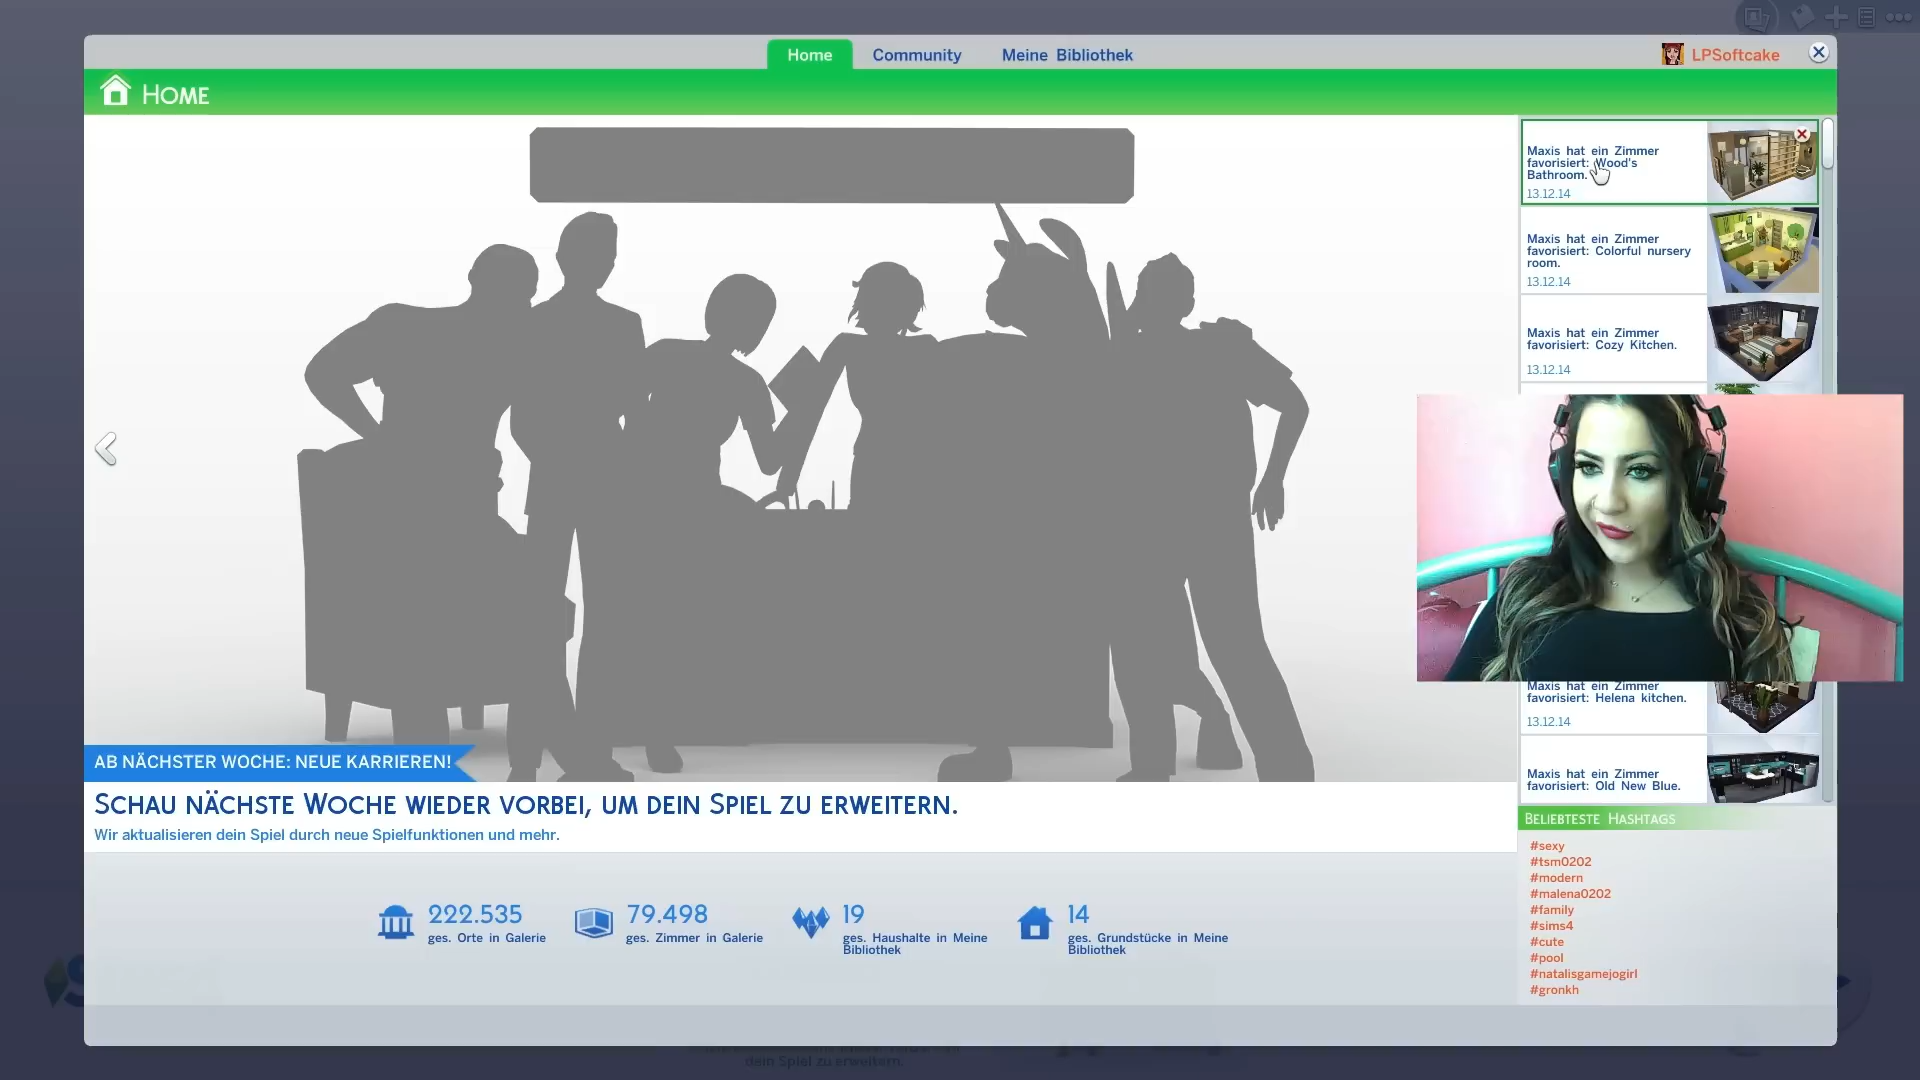 Home
Community
Meine Bibliothek
LPSoftcake
HOME
Maxis hat ein Zimmer
favorisiert: Wood's
Bathroom.
13.12.14
Maxis hat ein Zimmer
favorisiert: Colorful nursery
room.
13.12.14
Maxis hat ein Zimmer
favorisiert: Cozy Kitchen.
13.12.14
Maxis hat ein Zimmer
favorisiert: Helena kitchen.
13.12.14
Maxis hat ein Zimmer
favorisiert: Old New Blue.
AB NÄCHSTER WOCHE: NEUE KARRIEREN!
SCHAU NÄCHSTE WOCHE WIEDER VORBEI, UM DEIN SPIEL ZU ERWEITERN.
Wir aktualisieren dein Spiel durch neue Spielfunktionen und mehr.
222.535
ges. Orte in Galerie
79.498
ges. Zimmer in Galerie
19
ges. Haushalte in Meine
Bibliothek
14
ges. Grundstücke in Meine
Bibliothek
BELIEBTESTE HASHTAGS
#sexy
#tsm0202
#modern
#malena0202
#family
#sims4
#cute
#pool
#natalisgamejogirl
#gronkh
dein Spiel zu erweitern.